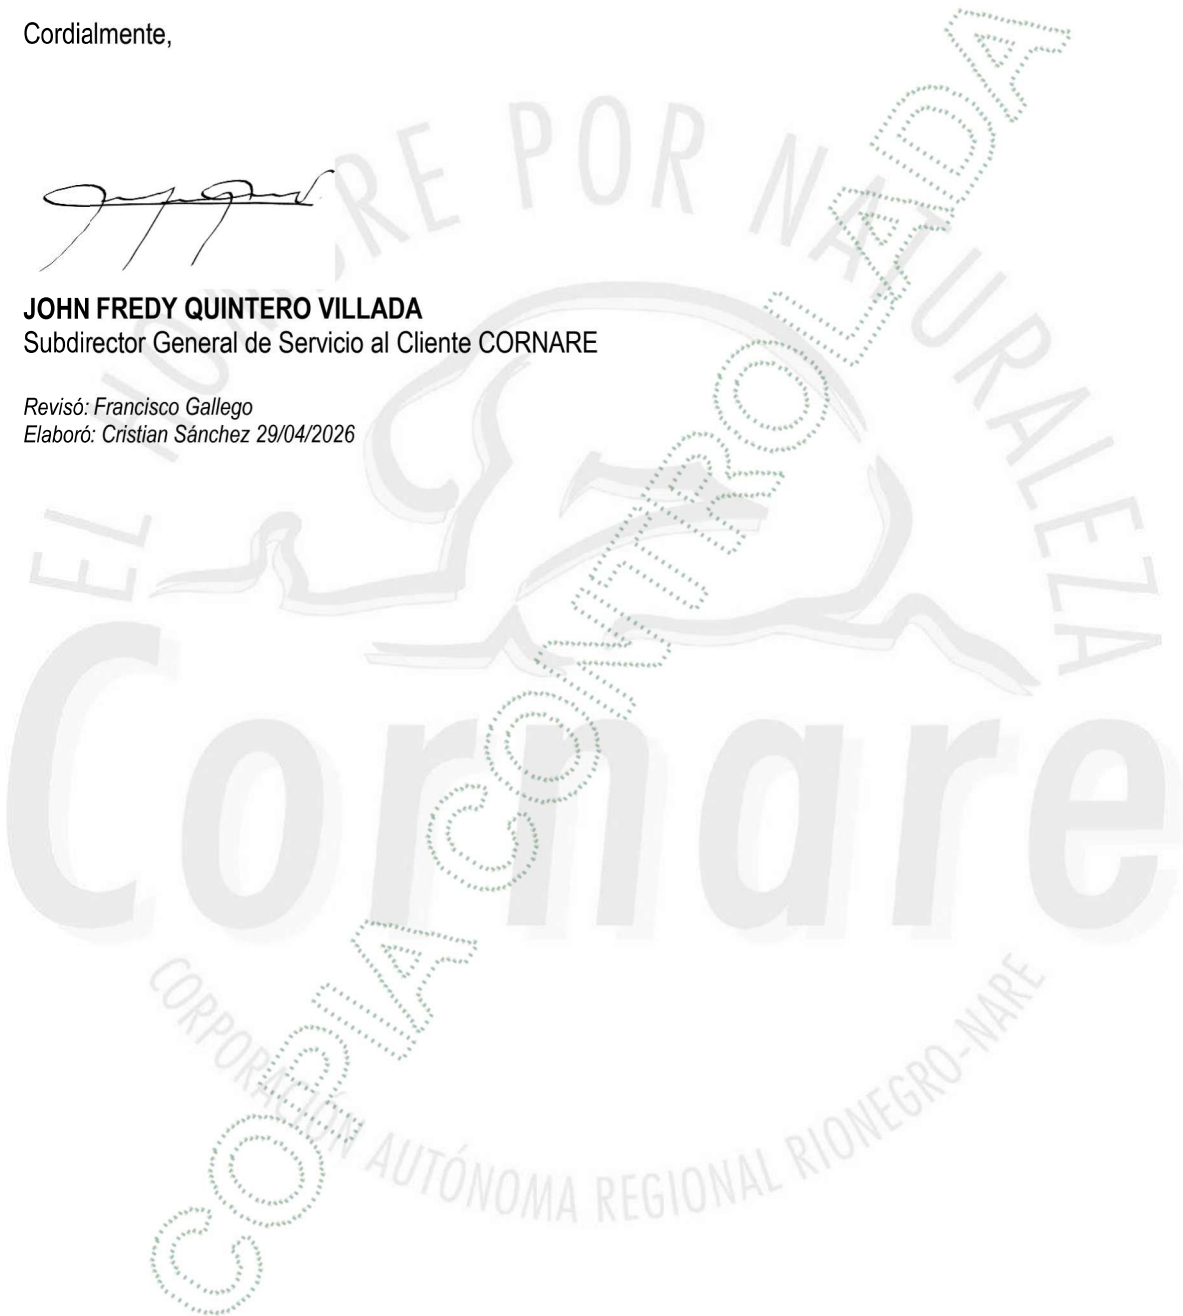 Cordialmente,
JOHN FREDY QUINTERO VILLADA
Subdirector General de Servicio al Cliente CORNARE
Revisó: Francisco Gallego
Elaboró: Cristian Sánchez 29/04/2026
EL HOMBRE POR NATURALEZA
Cornare
CORPORACIÓN AUTÓNOMA REGIONAL RIONEGRO-NARE
COPIA CONTROLADA